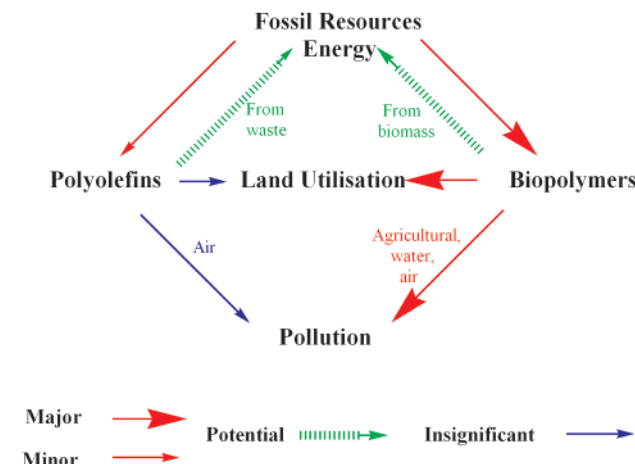 Fossil Resources
Energy
From
waste
From
biomass
Polyolefins
Land Utilisation
Biopolymers
Air
Agricultural,
water,
air
Pollution
Major
Potential
Insignificant
Minor